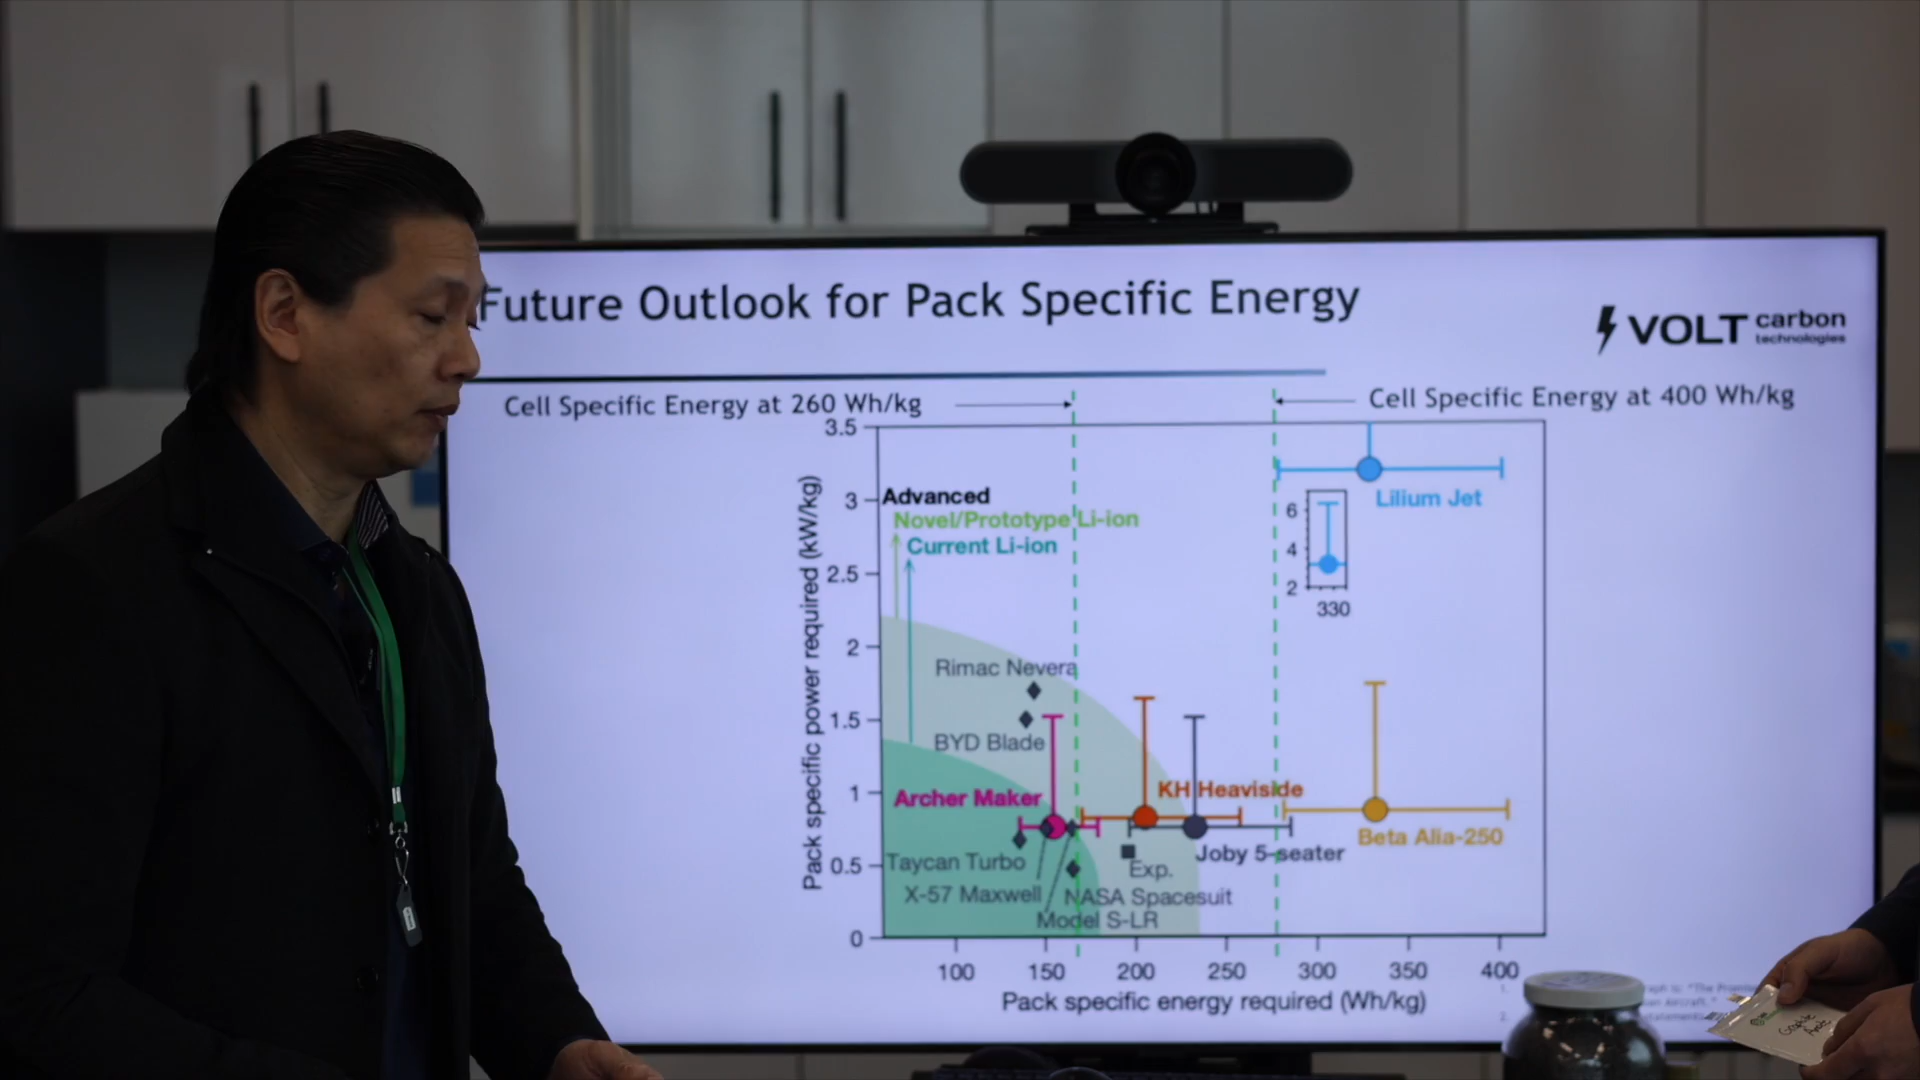 Future Outlook for Pack Specific Energy
VOLT carbon
technologies
Cell Specific Energy at 260 Wh/kg
Cell Specific Energy at 400 Wh/kg
3.5
3
2.5
2
1.5
1
0.5
0
Pack specific power required (kW/kg)
Advanced
Novel/Prototype Li-ion
Current Li-ion
Lilium Jet
6
4
2
330
Rimac Nevera
BYD Blade
Archer Maker
KH Heaviside
Beta Alia-250
Joby 5-seater
Taycan Turbo
Exp.
X-57 Maxwell
NASA Spacesuit
Model S-LR
100 150 200 250 300 350 400
Pack specific energy required (Wh/kg)
1.
2.
Graphite